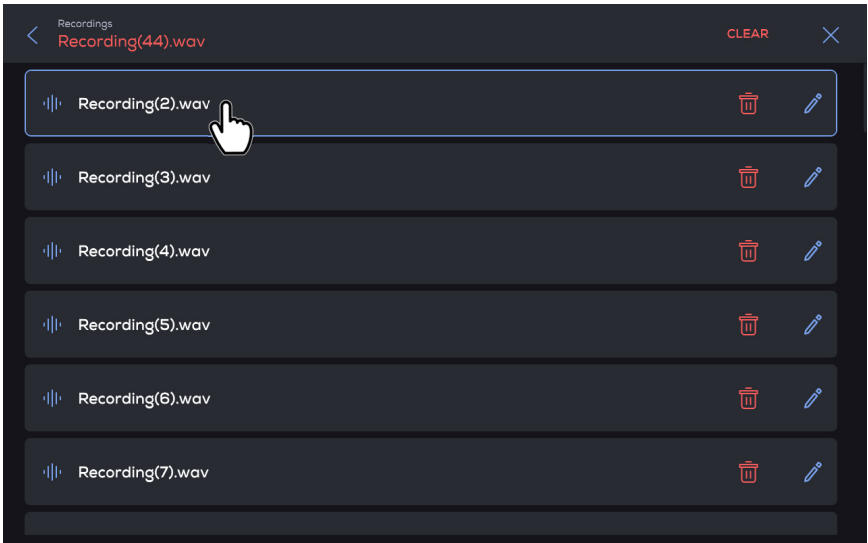 Recordings
Recording(44).wav
CLEAR
Recording(2).wav
Recording(3).wav
Recording(4).wav
Recording(5).wav
Recording(6).wav
Recording(7).wav